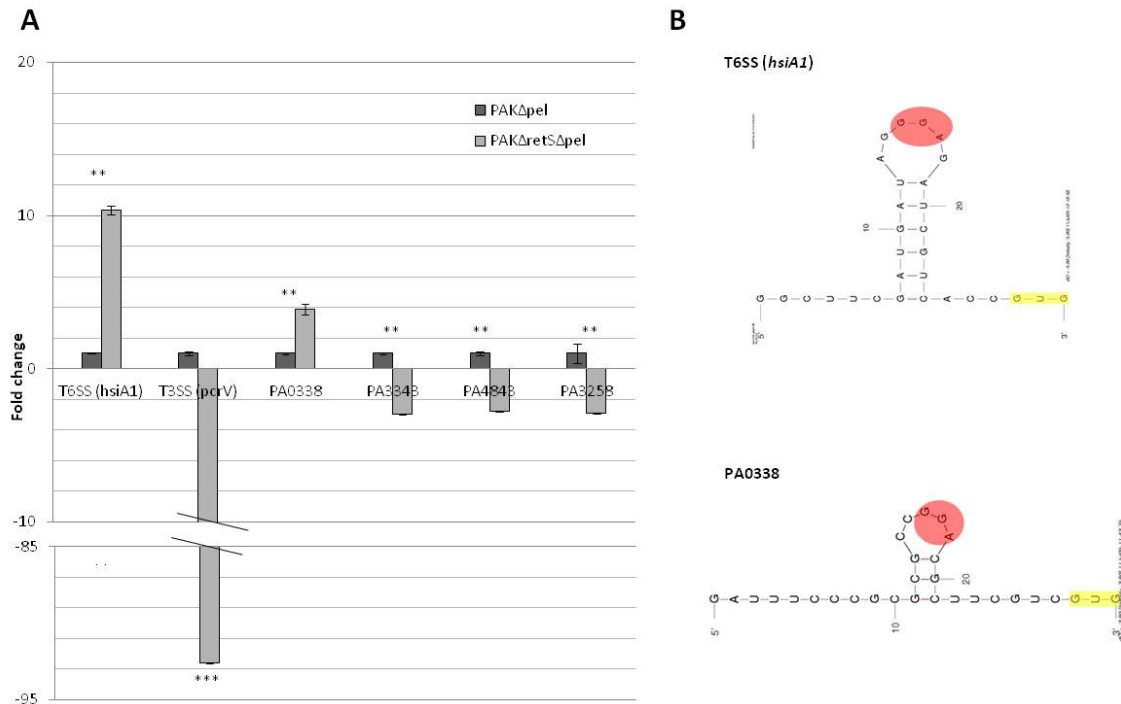 A
20
10
0
-10
-85
-95
Fold change
PAKΔpel
PAKΔretSΔpel
**
**
**
**
**
***
T6SS (hsiA1)
T3SS (pcrV)
PA0338
PA3343
PA4843
PA3258
B
T6SS (hsiA1)
G G C U U C G A U G A U A G G G A G A U C G U C A C C G U G
10
20
5'
3'
PA0338
G A U U U C C C G C G C G C C G G A C G C U U C G U C G U G
10
20
5'
3'